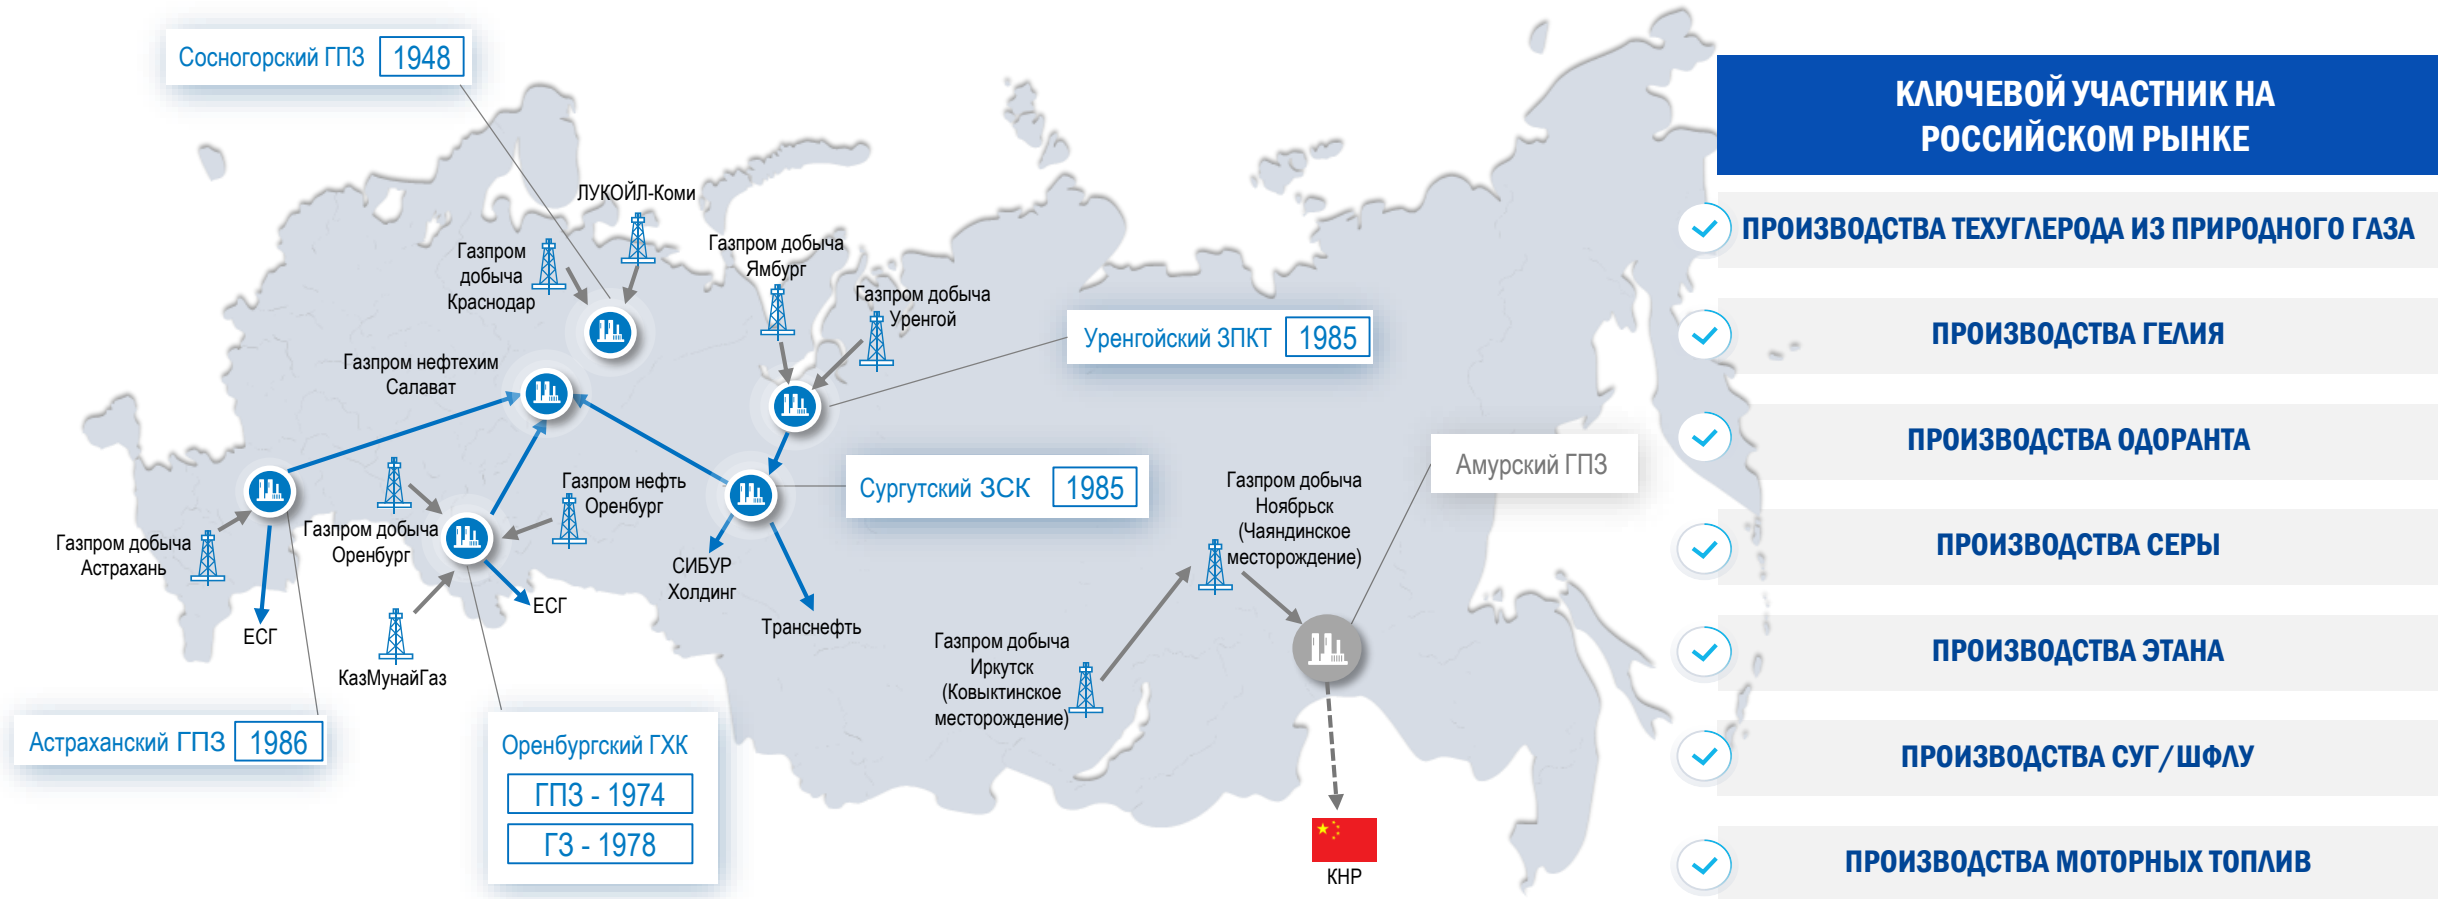 Сосногорский ГПЗ 1948
ЛУКОЙЛ-Коми
Газпром
добыча
Краснодар
Газпром добыча
Ямбург
Газпром добыча
Уренгой
Уренгойский ЗПКТ 1985
Газпром нефтехим
Салават
Сургутский ЗСК 1985
Амурский ГПЗ
Газпром нефть
Оренбург
Газпром добыча
Оренбург
Газпром добыча
Астрахань
ЕСГ
ЕСГ
КазМунайГаз
СИБУР
Холдинг
Транснефть
Газпром добыча
Ноябрьск
(Чаяндинское
месторождение)
Газпром добыча
Иркутск
(Ковыктинское
месторождение)
Астраханский ГПЗ 1986
Оренбургский ГХК
ГПЗ - 1974
ГЗ - 1978
КНР
КЛЮЧЕВОЙ УЧАСТНИК НА
РОССИЙСКОМ РЫНКЕ
ПРОИЗВОДСТВА ТЕХУГЛЕРОДА ИЗ ПРИРОДНОГО ГАЗА
ПРОИЗВОДСТВА ГЕЛИЯ
ПРОИЗВОДСТВА ОДОРАНТА
ПРОИЗВОДСТВА СЕРЫ
ПРОИЗВОДСТВА ЭТАНА
ПРОИЗВОДСТВА СУГ/ШФЛУ
ПРОИЗВОДСТВА МОТОРНЫХ ТОПЛИВ